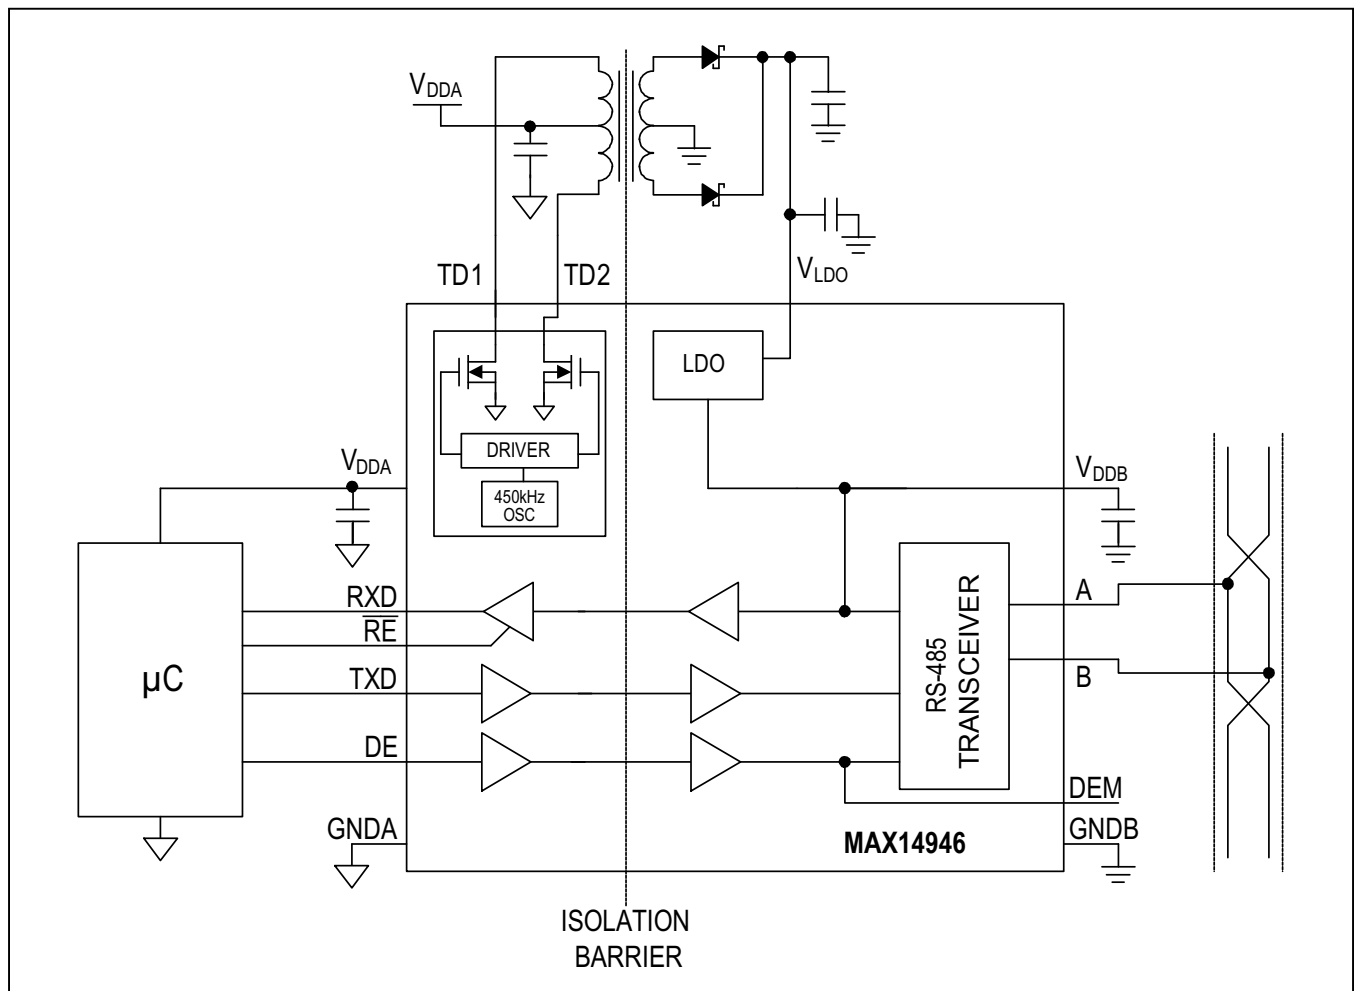 VDDA
TD1
TD2
VLDO
LDO
DRIVER
450kHz
OSC
VDDA
VDDB
RXD
RE
TXD
DE
GNDA
µC
RS-485
TRANSCEIVER
A
B
DEM
GNDB
MAX14946
ISOLATION
BARRIER